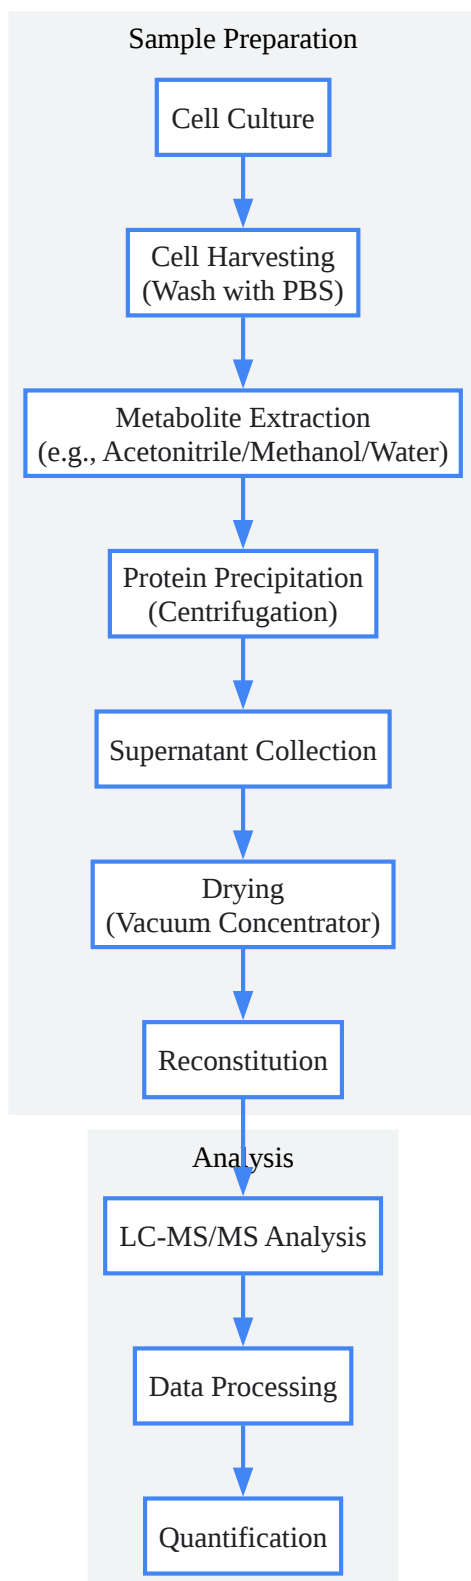 Sample Preparation
Cell Culture
Cell Harvesting
(Wash with PBS)
Metabolite Extraction
(e.g., Acetonitrile/Methanol/Water)
Protein Precipitation
(Centrifugation)
Supernatant Collection
Drying
(Vacuum Concentrator)
Reconstitution
Analysis
LC-MS/MS Analysis
Data Processing
Quantification